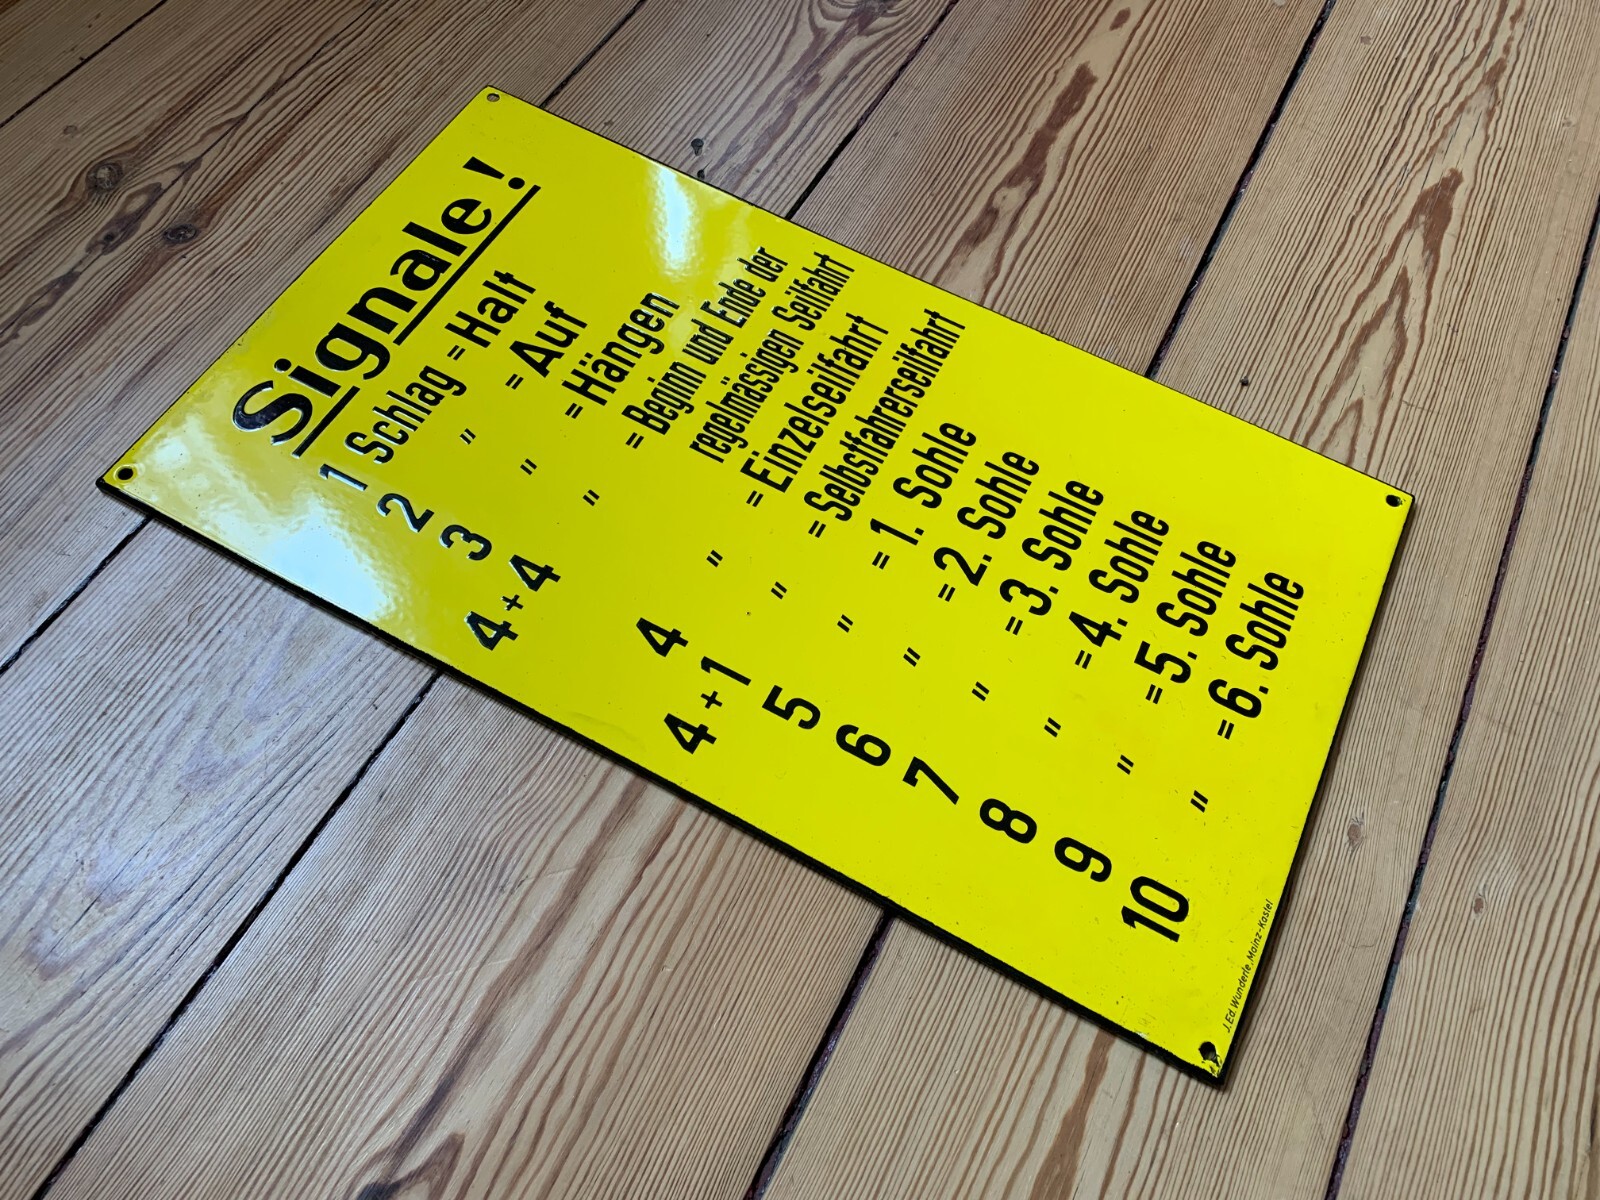 Signale!
1 Schlag = Halt
2 " = Auf
3 " = Hängen
4+4 " = Beginn und Ende der
regelmässigen Seilfahrt
4 " = Einzelseilfahrt
4+1 " = Selbstfahrerseilfahrt
5 " = 1. Sohle
6 " = 2. Sohle
7 " = 3. Sohle
8 " = 4. Sohle
9 " = 5. Sohle
10 " = 6. Sohle
J. Ed. Wunderle, Mainz-Kastel